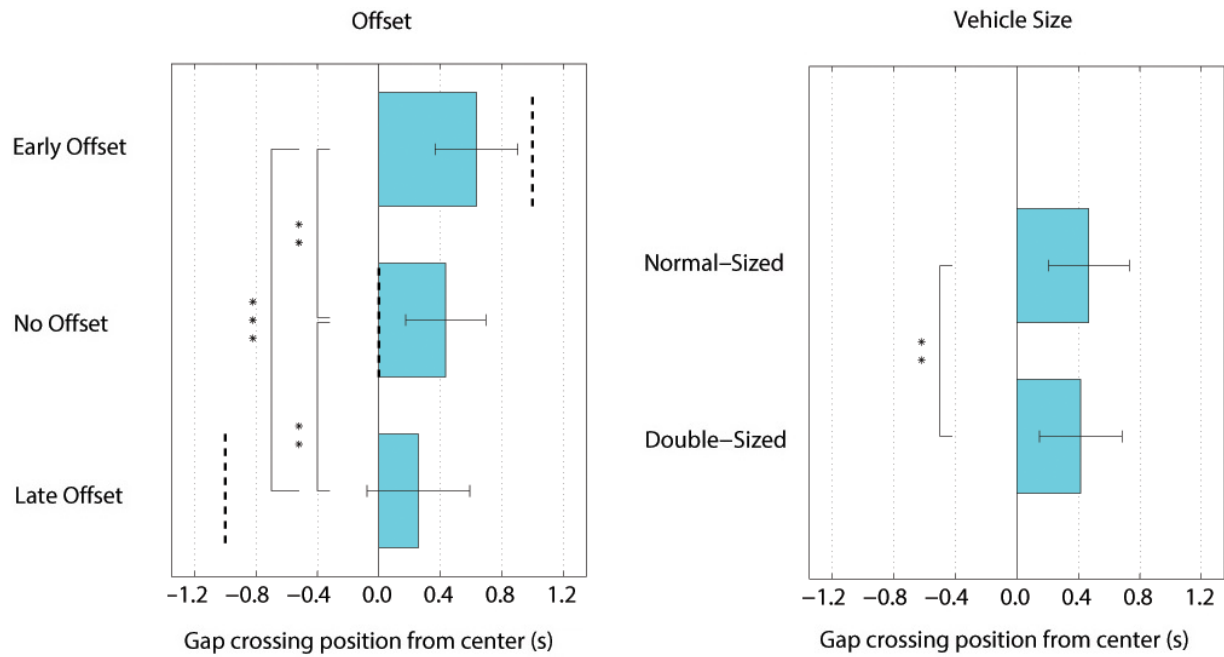 Offset
Early Offset
No Offset
Late Offset
**
***
**
−1.2 −0.8 −0.4 0.0 0.4 0.8 1.2
Gap crossing position from center (s)
Vehicle Size
Normal−Sized
Double−Sized
**
−1.2 −0.8 −0.4 0.0 0.4 0.8 1.2
Gap crossing position from center (s)